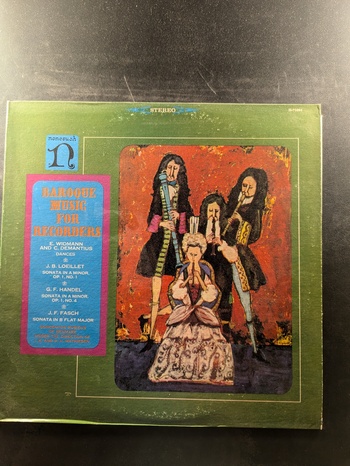 STEREO
nonesuch
n
BAROQUE
MUSIC
FOR
RECORDERS
E. WIDMANN
AND C. DEMANTIUS
DANCES
J. B. LOEILLET
SONATA IN A MINOR,
OP. 1, NO. 1
G. F. HANDEL
SONATA IN A MINOR,
OP. 1, NO. 4
J. F. FASCH
SONATA IN B FLAT MAJOR